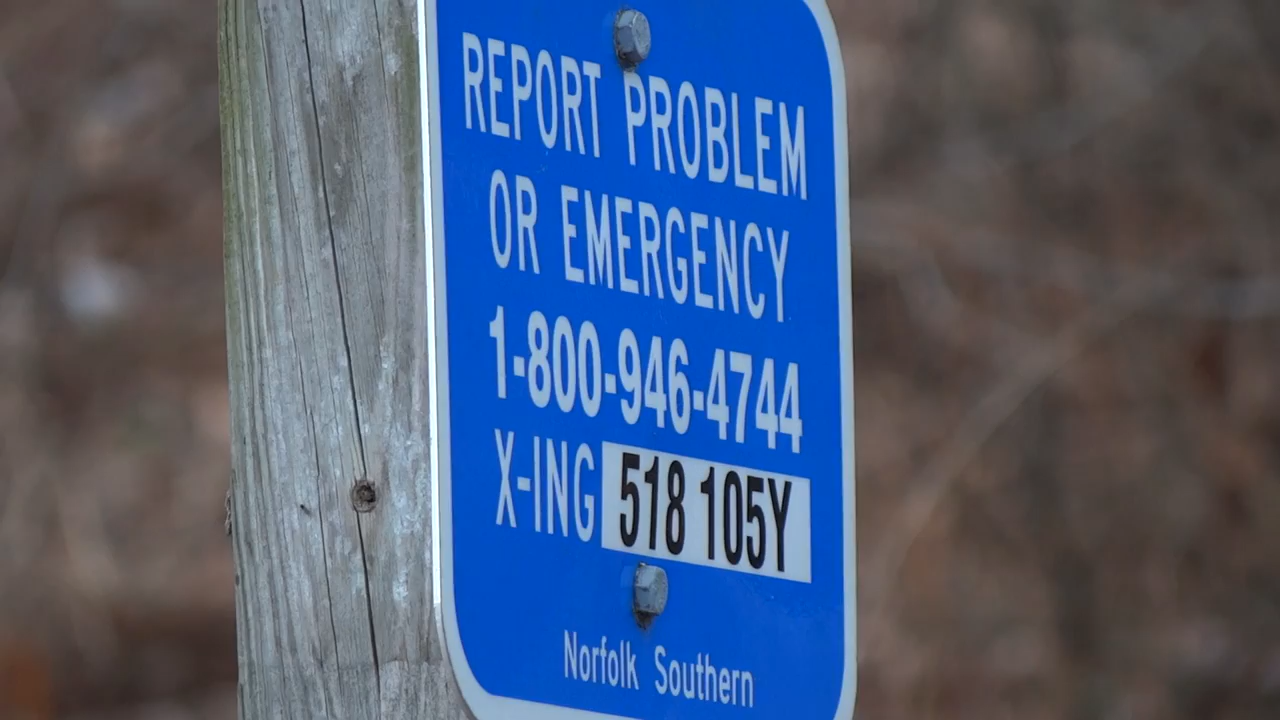 REPORT PROBLEM
OR EMERGENCY
1-800-946-4744
X-ING 518 105Y
Norfolk Southern